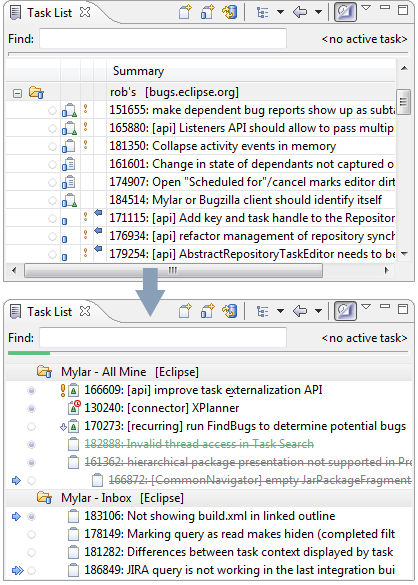 Task List
Find: <no active task>
Summary
rob's [bugs.eclipse.org]
151655: make dependent bug reports show up as subta
165880: [api] Listeners API should allow to pass multip
181350: Collapse activity events in memory
161601: Change in state of dependants not captured o
174907: Open "Scheduled for"/cancel marks editor dirt
184514: Mylar or Bugzilla client should identify itself
171115: [api] Add key and task handle to the Repositor
176934: [api] refactor management of repository synch
179254: [api] AbstractRepositoryTaskEditor needs to be
Task List
Find: <no active task>
Mylar - All Mine [Eclipse]
166609: [api] improve task externalization API
130240: [connector] XPlanner
170273: [recurring] run FindBugs to determine potential bugs
182888: Invalid thread access in Task Search
161362: hierarchical package presentation not supported in Pro
166872: [CommonNavigator] empty JarPackageFragment
Mylar - Inbox [Eclipse]
183106: Not showing build.xml in linked outline
178149: Marking query as read makes hiden (completed filt
181282: Differences between task context displayed by task
186849: JIRA query is not working in the last integration bui